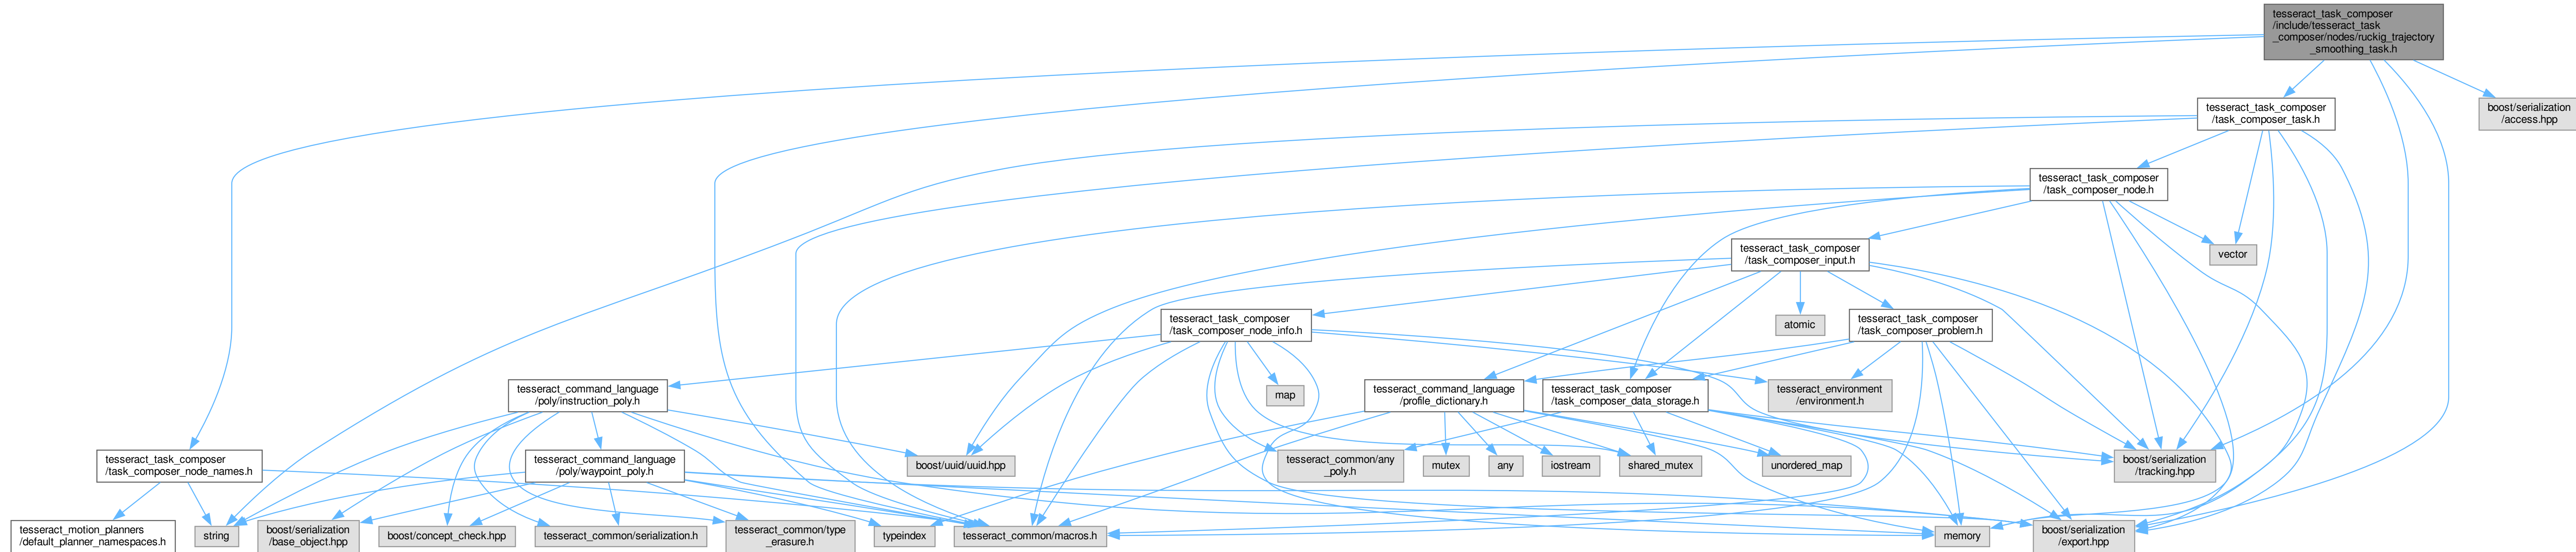 tesseract_task_composer
/include/tesseract_task
_composer/nodes/ruckig_trajectory
_smoothing_task.h
tesseract_task_composer
/task_composer_task.h
boost/serialization
/access.hpp
tesseract_task_composer
/task_composer_node.h
tesseract_task_composer
/task_composer_input.h
vector
tesseract_task_composer
/task_composer_node_info.h
atomic
tesseract_task_composer
/task_composer_problem.h
tesseract_command_language
/poly/instruction_poly.h
map
tesseract_command_language
/profile_dictionary.h
tesseract_task_composer
/task_composer_data_storage.h
tesseract_environment
/environment.h
tesseract_task_composer
/task_composer_node_names.h
tesseract_command_language
/poly/waypoint_poly.h
boost/uuid/uuid.hpp
tesseract_common/any
_poly.h
mutex
any
iostream
shared_mutex
unordered_map
boost/serialization
/tracking.hpp
tesseract_motion_planners
/default_planner_namespaces.h
string
boost/serialization
/base_object.hpp
boost/concept_check.hpp
tesseract_common/serialization.h
tesseract_common/type
_erasure.h
typeindex
tesseract_common/macros.h
memory
boost/serialization
/export.hpp